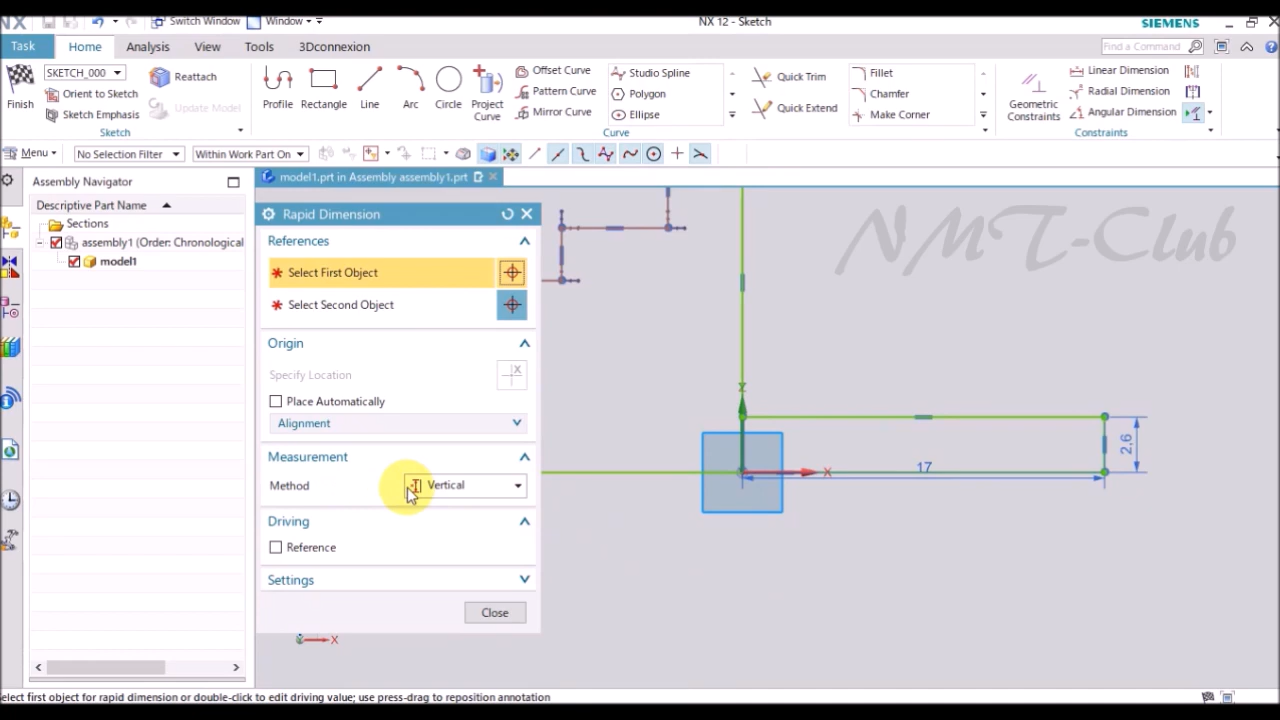 NX
Switch Window
Window
NX 12 - Sketch
SIEMENS
Task
Home
Analysis
View
Tools
3Dconnexion
Find a Command
Finish
SKETCH_000
Orient to Sketch
Sketch Emphasis
Reattach
Update Model
Sketch
Profile
Rectangle
Line
Arc
Circle
Project
Curve
Offset Curve
Pattern Curve
Mirror Curve
Studio Spline
Polygon
Ellipse
Quick Trim
Quick Extend
Fillet
Chamfer
Make Corner
Curve
Geometric
Constraints
Linear Dimension
Radial Dimension
Angular Dimension
Constraints
Menu
No Selection Filter
Within Work Part On
Assembly Navigator
Descriptive Part Name
Sections
assembly1 (Order: Chronological
model1
model1.prt in Assembly assembly1.prt
Rapid Dimension
References
* Select First Object
* Select Second Object
Origin
Specify Location
Place Automatically
Alignment
Measurement
Method
Vertical
Driving
Reference
Settings
Close
NMT-Club
Z
X
17
2,6
X
Select first object for rapid dimension or double-click to edit driving value; use press-drag to reposition annotation